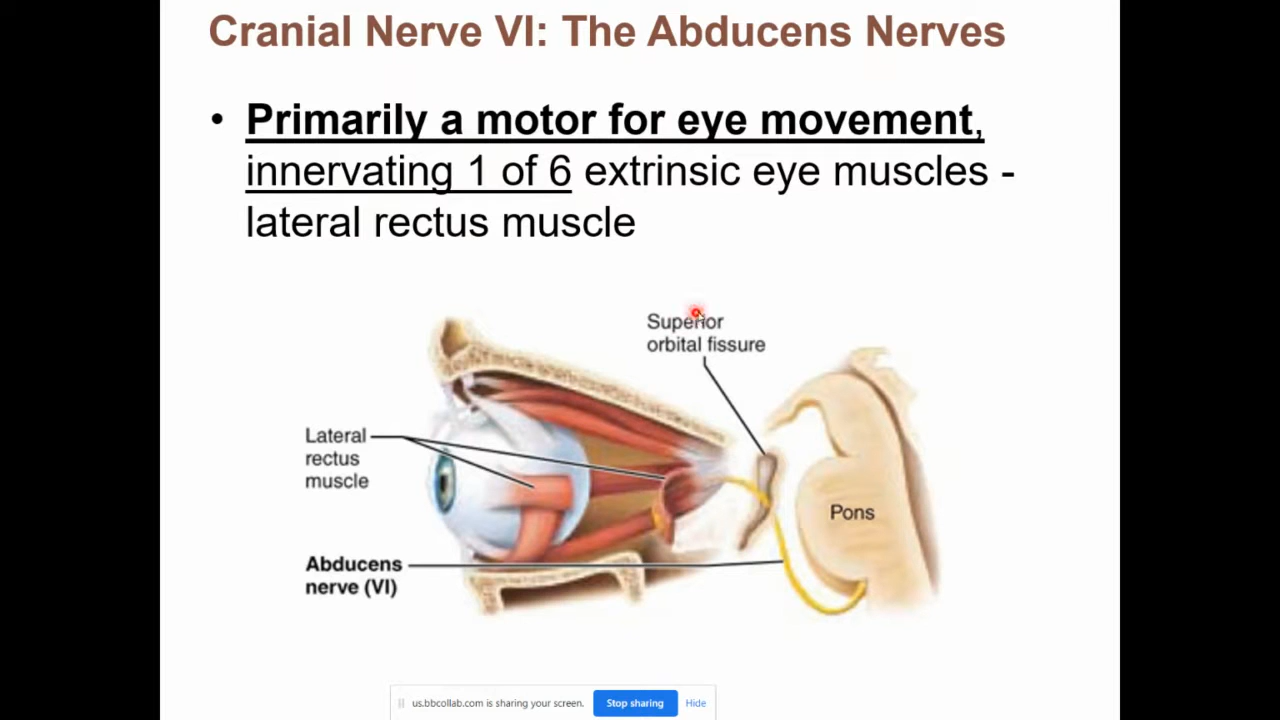 Cranial Nerve VI: The Abducens Nerves
• Primarily a motor for eye movement,
innervating 1 of 6 extrinsic eye muscles -
lateral rectus muscle
Superior
orbital fissure
Lateral
rectus
muscle
Pons
Abducens
nerve (VI)
us.bbcollab.com is sharing your screen. Stop sharing Hide